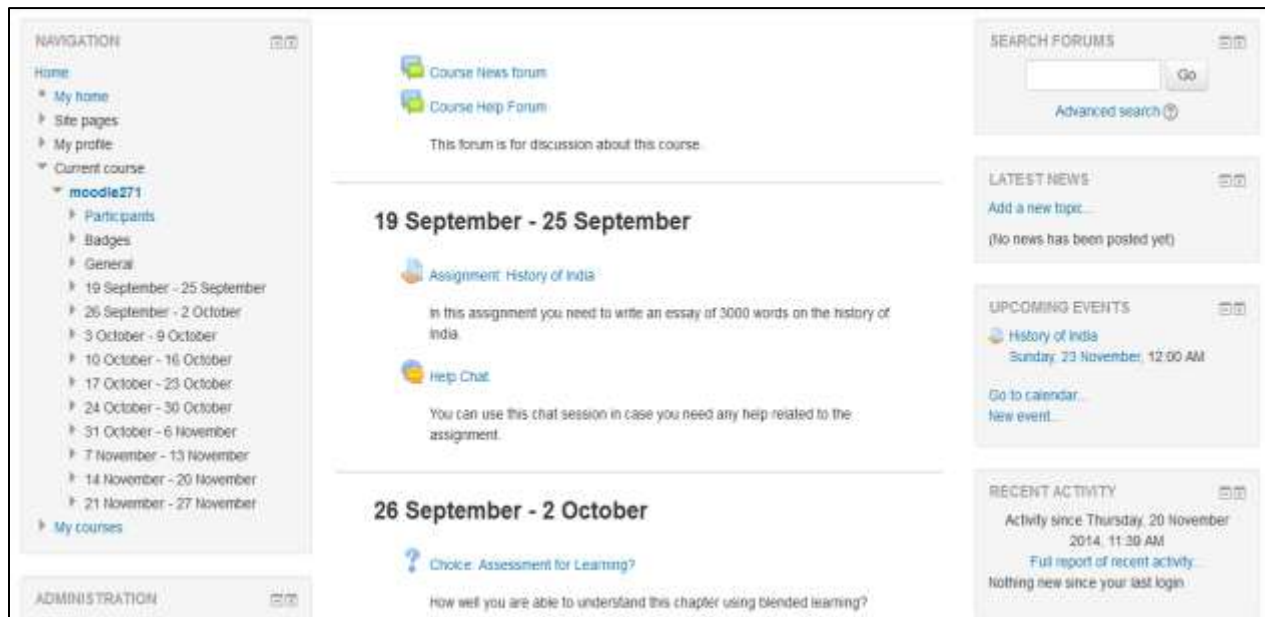 NAVIGATION
Home
My home
Site pages
My profile
Current course
moodle271
Participants
Badges
General
19 September - 25 September
26 September - 2 October
3 October - 9 October
10 October - 16 October
17 October - 23 October
24 October - 30 October
31 October - 6 November
7 November - 13 November
14 November - 20 November
21 November - 27 November
My courses
ADMINISTRATION
Course News forum
Course Help Forum
This forum is for discussion about this course.
19 September - 25 September
Assignment: History of India
In this assignment you need to write an essay of 3000 words on the history of
India.
Help Chat
You can use this chat session in case you need any help related to the
assignment.
26 September - 2 October
Choice: Assessment for Learning?
How well you are able to understand this chapter using blended learning?
SEARCH FORUMS
Go
Advanced search
LATEST NEWS
Add a new topic...
(No news has been posted yet)
UPCOMING EVENTS
History of India
Sunday, 23 November, 12:00 AM
Go to calendar...
New event...
RECENT ACTIVITY
Activity since Thursday, 20 November
2014, 11:39 AM
Full report of recent activity...
Nothing new since your last login